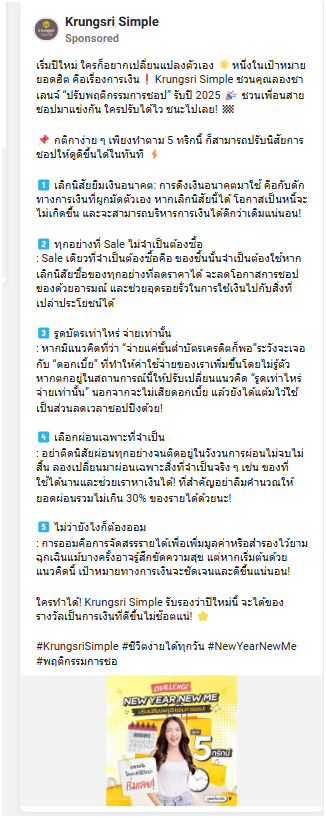 Krungsri Simple
Sponsored
เริ่มปีใหม่ ใครก็อยากเปลี่ยนแปลงตัวเอง 🌟 หนึ่งในเป้าหมาย
ยอดฮิต คือเรื่องการเงิน❗ Krungsri Simple ชวนคุณลองชา
เลนจ์ "ปรับพฤติกรรมการชอป" รับปี 2025 🎉 ชวนเพื่อนสาย
ชอปมาแข่งกัน ใครปรับได้ไว ชนะไปเลย! 🏁
📌 กติกาง่าย ๆ เพียงทำตาม 5 ทริกนี้ ก็สามารถปรับนิสัยการ
ชอปให้ดูดีขึ้นได้ในทันที ⚡
1️⃣ เลิกนิสัยยืมเงินอนาคต: การดึงเงินอนาคตมาใช้ คือกับดัก
ทางการเงินที่ผูกมัดตัวเอง หากเลิกนิสัยนี้ได้ โอกาสเป็นหนี้จะ
ไม่เกิดขึ้น และจะสามารถบริหารการเงินได้ดีกว่าเดิมแน่นอน!
2️⃣ ทุกอย่างที่ Sale ไม่จำเป็นต้องซื้อ
: Sale เดียวที่จำเป็นต้องซื้อคือ ของชิ้นนั้นจำเป็นต้องใช้หาก
เลิกนิสัยซื้อของทุกอย่างที่ลดราคาได้ จะลดโอกาสการชอป
ของด้วยอารมณ์ และช่วยอุดรอยรั่วในการใช้เงินไปกับสิ่งที่
เปล่าประโยชน์ได้
3️⃣ รูดบัตรเท่าไหร่ จ่ายเท่านั้น
: หากมีแนวคิดที่ว่า "จ่ายแค่ขั้นต่ำบัตรเครดิตก็พอ"ระวังจะเจอ
กับ "ดอกเบี้ย" ที่ทำให้ค่าใช้จ่ายของเราเพิ่มขึ้นโดยไม่รู้ตัว
หากตกอยู่ในสถานการณ์นี้ให้ปรับเปลี่ยนแนวคิด "รูดเท่าไหร่
จ่ายเท่านั้น" นอกจากจะไม่เสียดอกเบี้ย แล้วยังได้แต้มไว้ใช้
เป็นส่วนลดเวลาชอปปิงด้วย!
4️⃣ เลือกผ่อนเฉพาะที่จำเป็น
: อย่าติดนิสัยผ่อนทุกอย่างจนติดอยู่ในวังวนการผ่อนไม่จบไม่
สิ้น ลองเปลี่ยนมาผ่อนเฉพาะสิ่งที่จำเป็นจริง ๆ เช่น ของที่
ใช้ได้นานและช่วยเราหาเงินได้! ที่สำคัญอย่าลืมคำนวณให้
ยอดผ่อนรวมไม่เกิน 30% ของรายได้ด้วยนะ!
5️⃣ ไม่ว่ายังไงก็ต้องออม
: การออมคือการจัดสรรรายได้เพื่อเพิ่มมูลค่าหรือสำรองไว้ยาม
ฉุกเฉินแม้บางครั้งอาจรู้สึกขัดความสุข แต่หากเริ่มต้นด้วย
แนวคิดนี้ เป้าหมายทางการเงินจะชัดเจนและดีขึ้นแน่นอน!
ใครทำได้! Krungsri Simple รับรองว่าปีใหม่นี้ จะได้ของ
รางวัลเป็นการเงินที่ดีขึ้นไม่ช็อตแน่! ⭐
#KrungsriSimple #ชีวิตง่ายได้ทุกวัน #NewYearNewMe
#พฤติกรรมการชอ
CHALLENGE
NEW YEAR NEW ME
ปรับเปลี่ยนพฤติกรรมการชอป!
ด้วย
5
ทริกนี้
เริ่มเลย!